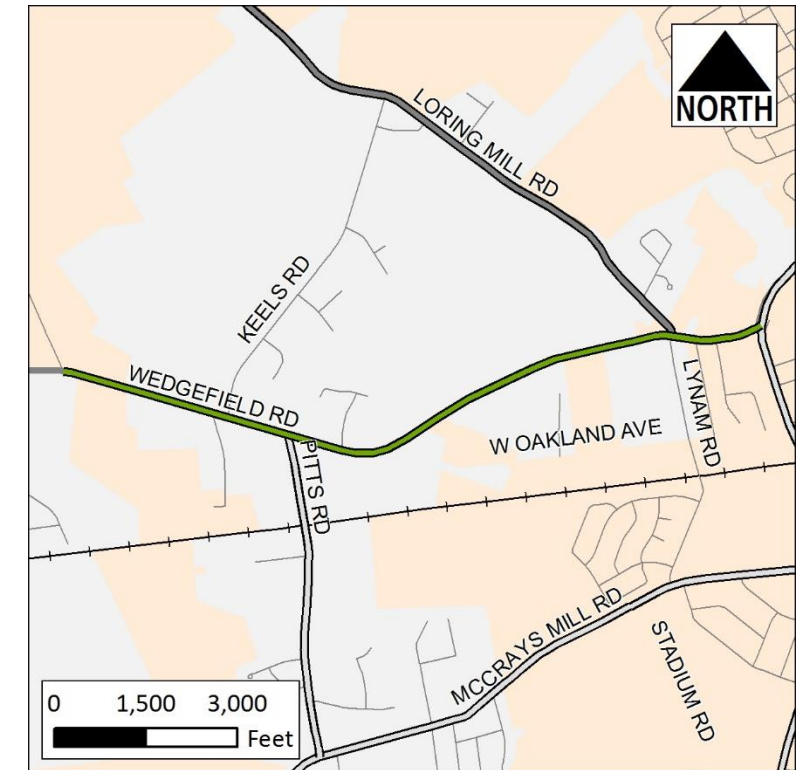 NORTH
LORING MILL RD
KEELS RD
WEDGEFIELD RD
PITTS RD
W OAKLAND AVE
LYNAM RD
MCCRAYS MILL RD
STADIUM RD
0 1,500 3,000
Feet